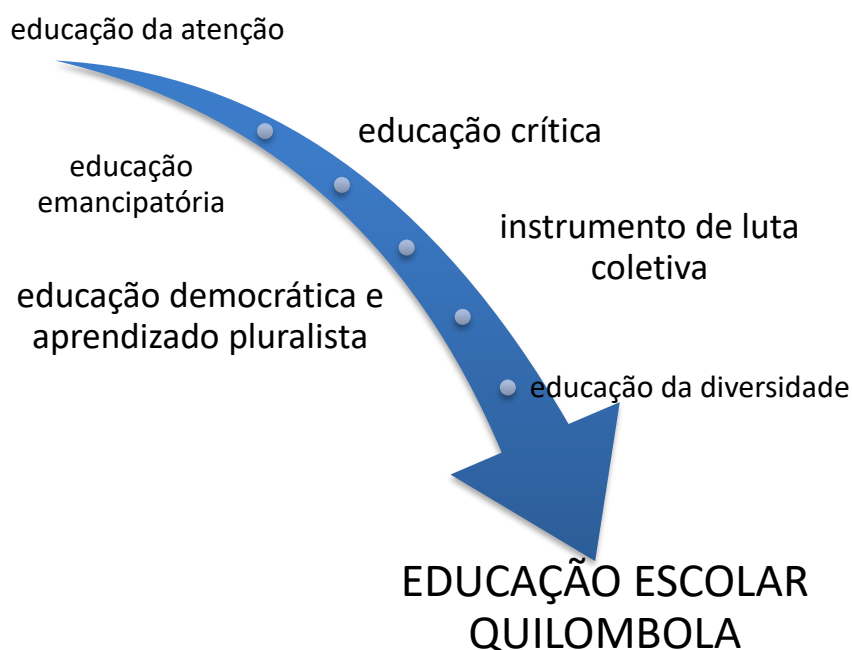 educação da atenção
educação crítica
educação
emancipatória
instrumento de luta
coletiva
educação democrática e
aprendizado pluralista
educação da diversidade
EDUCAÇÃO ESCOLAR
QUILOMBOLA